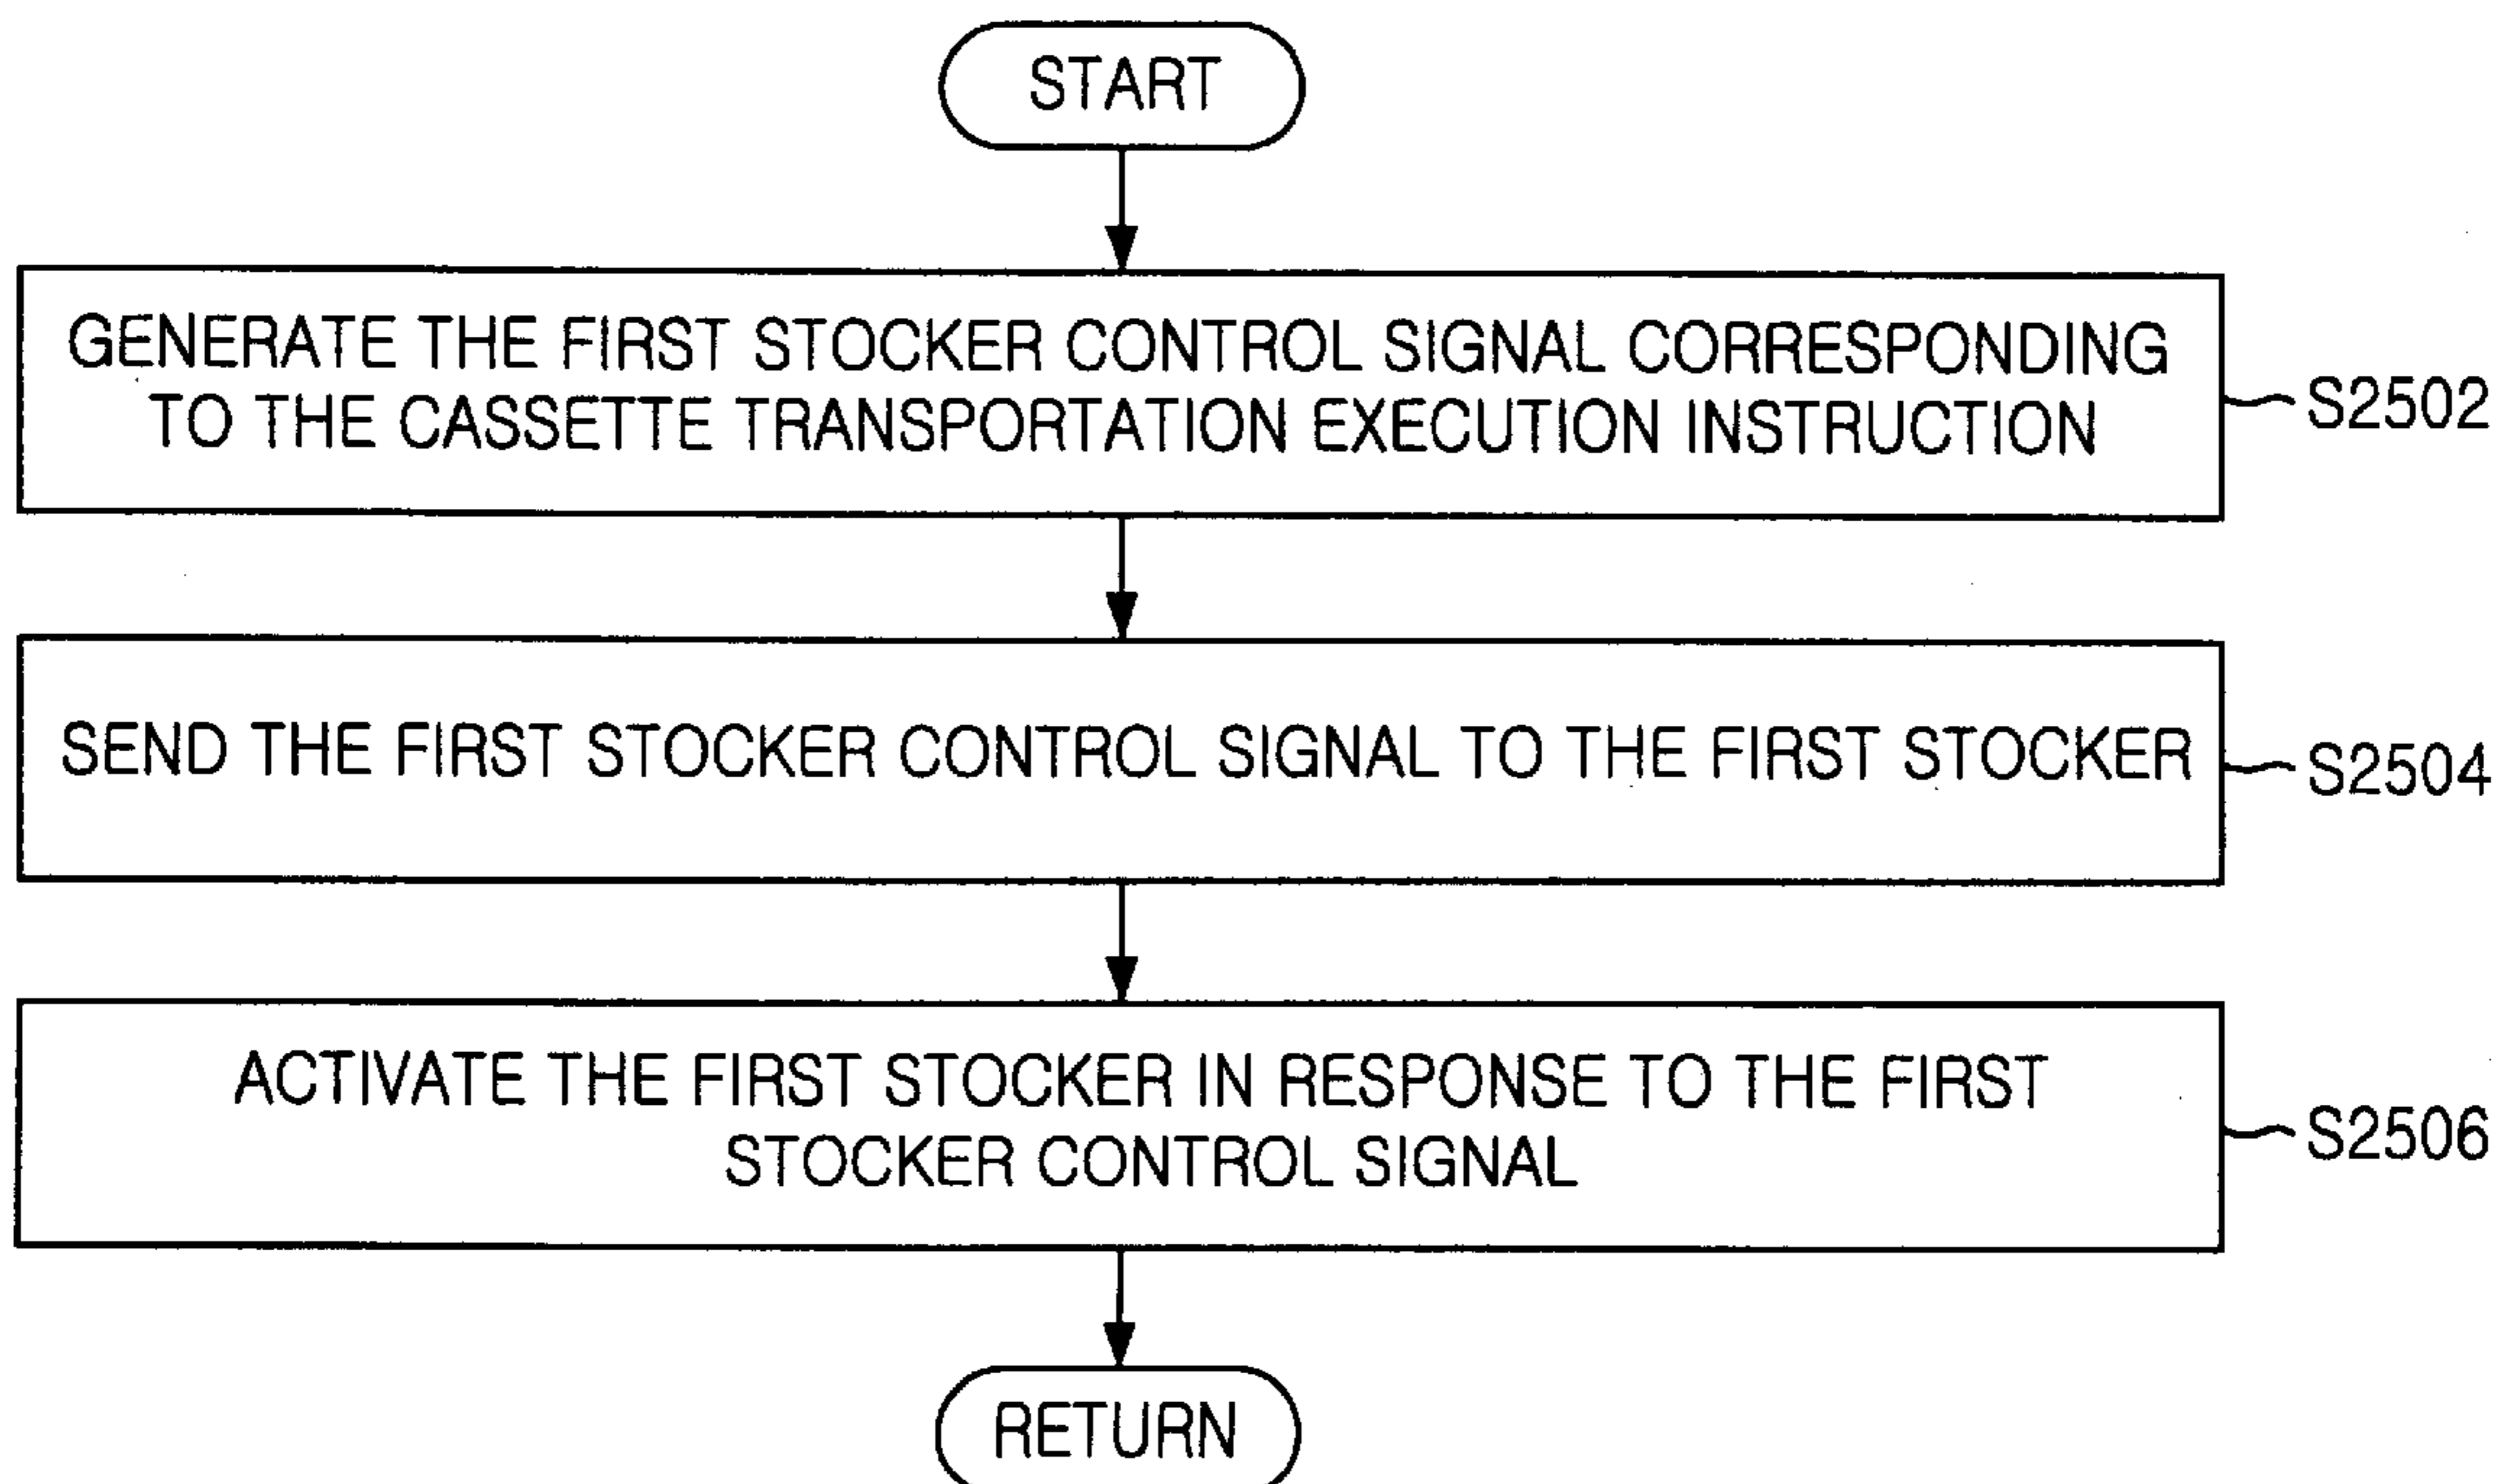 START
GENERATE THE FIRST STOCKER CONTROL SIGNAL CORRESPONDING
TO THE CASSETTE TRANSPORTATION EXECUTION INSTRUCTION
S2502
SEND THE FIRST STOCKER CONTROL SIGNAL TO THE FIRST STOCKER
S2504
ACTIVATE THE FIRST STOCKER IN RESPONSE TO THE FIRST
STOCKER CONTROL SIGNAL
S2506
RETURN